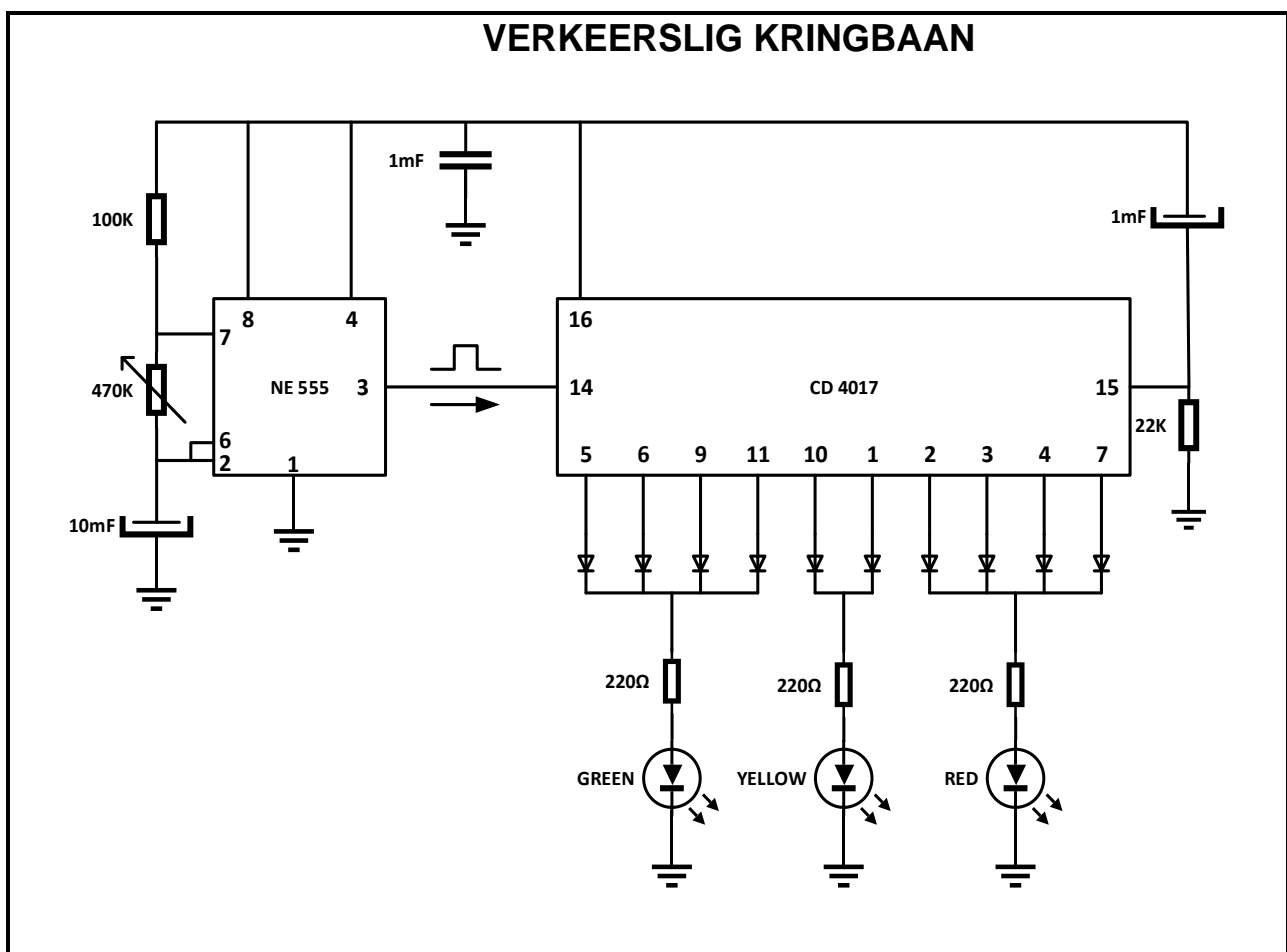 VERKEERSLIG KRINGBAAN
1mF
100K
1mF
8 4
16
7
470K
NE 555
3
14
CD 4017
15
22K
6
2
1
5 6 9 11 10 1 2 3 4 7
10mF
220Ω
220Ω
220Ω
GREEN
YELLOW
RED